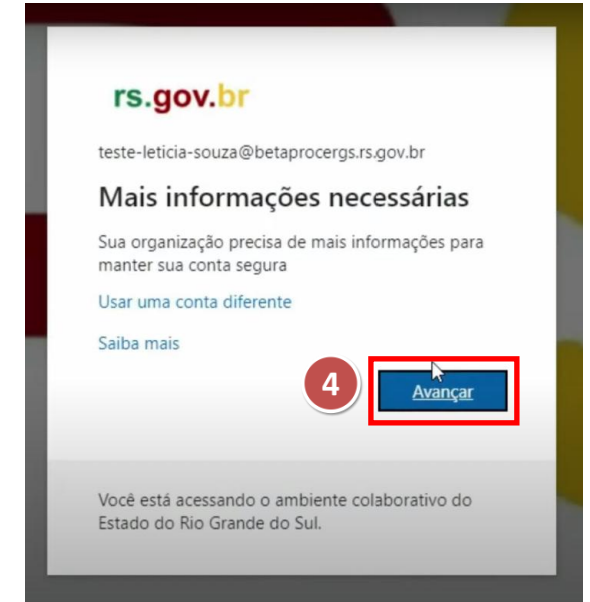 rs.gov.br
teste-leticia-souza@betaprocergs.rs.gov.br
Mais informações necessárias
Sua organização precisa de mais informações para
manter sua conta segura
Usar uma conta diferente
Saiba mais
4
Avançar
Você está acessando o ambiente colaborativo do
Estado do Rio Grande do Sul.